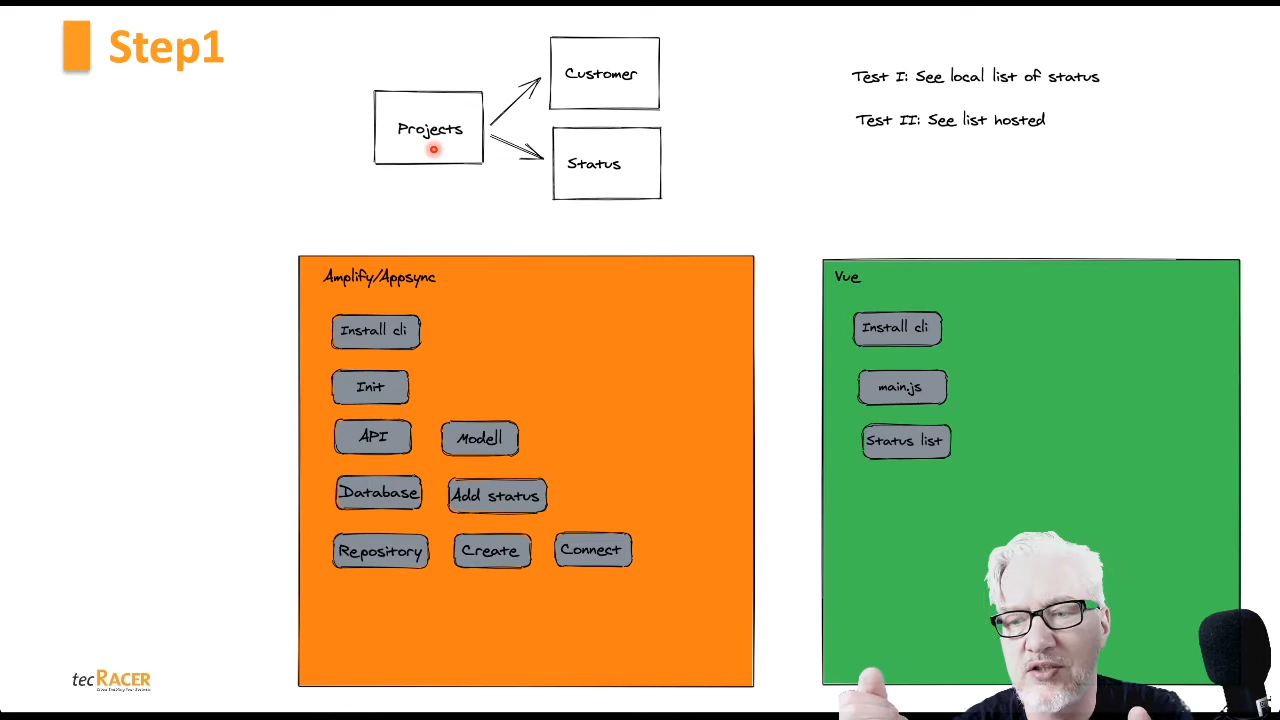 Step1
Customer
Projects
Status
Test I: See local list of status
Test II: See list hosted
Amplify/Appsync
Install cli
Init
API
Modell
Database
Add status
Repository
Create
Connect
Vue
Install cli
main.js
Status list
tecRACER